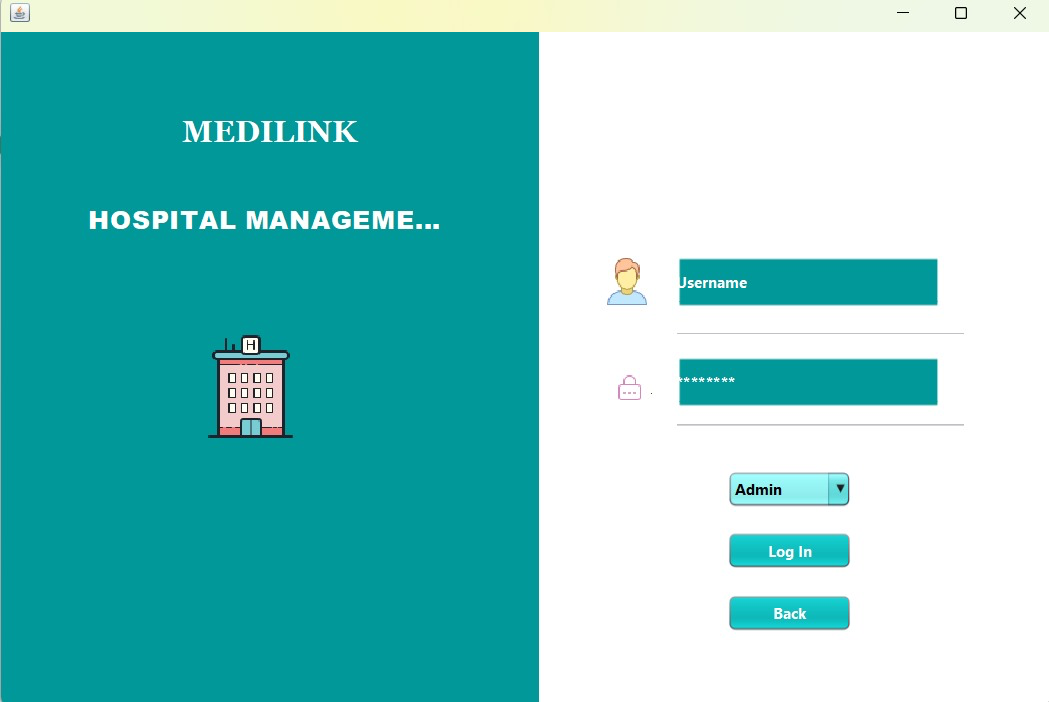 MEDILINK
HOSPITAL MANAGEME...
H
Username
********
Admin
Log In
Back